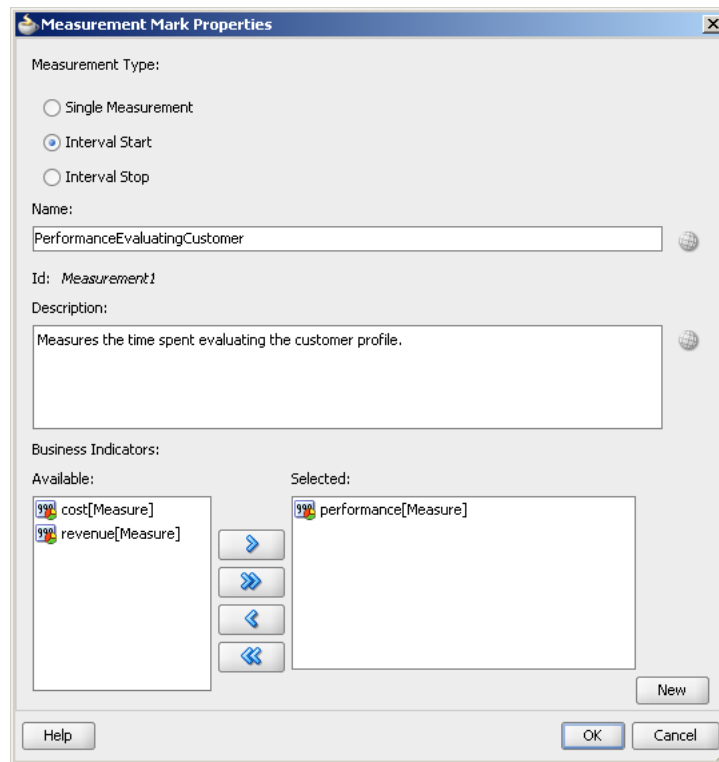 Measurement Mark Properties
Measurement Type:
Single Measurement
Interval Start
Interval Stop
Name:
PerformanceEvaluatingCustomer
Id: Measurement1
Description:
Measures the time spent evaluating the customer profile.
Business Indicators:
Available:
Selected:
cost[Measure]
revenue[Measure]
performance[Measure]
New
Help
OK
Cancel